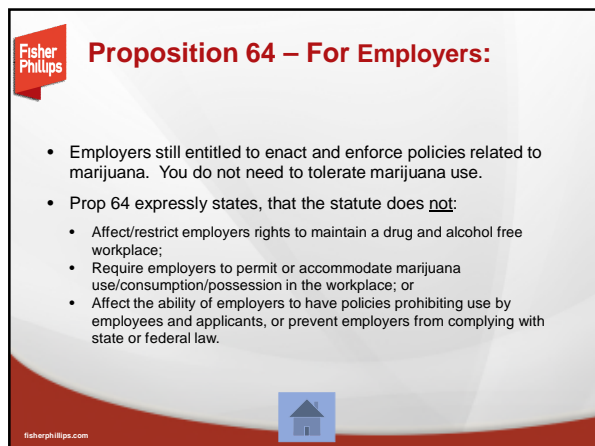 Fisher
Phillips
Proposition 64 – For Employers:
• Employers still entitled to enact and enforce policies related to
marijuana. You do not need to tolerate marijuana use.
• Prop 64 expressly states, that the statute does not:
• Affect/restrict employers rights to maintain a drug and alcohol free
workplace;
• Require employers to permit or accommodate marijuana
use/consumption/possession in the workplace; or
• Affect the ability of employers to have policies prohibiting use by
employees and applicants, or prevent employers from complying with
state or federal law.
fisherphillips.com